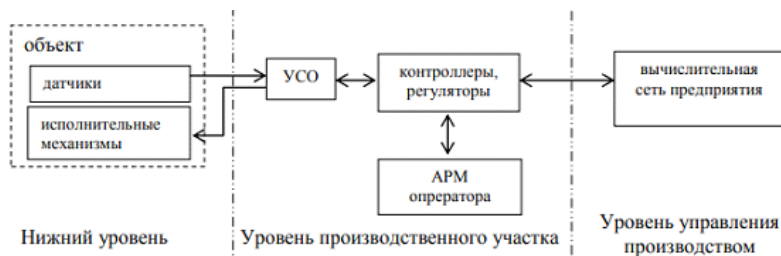 объект
датчики
исполнительные
механизмы
УСО
контроллеры,
регуляторы
АРМ
опрератора
вычислительная
сеть предприятия
Нижний уровень
Уровень производственного участка
Уровень управления
производством